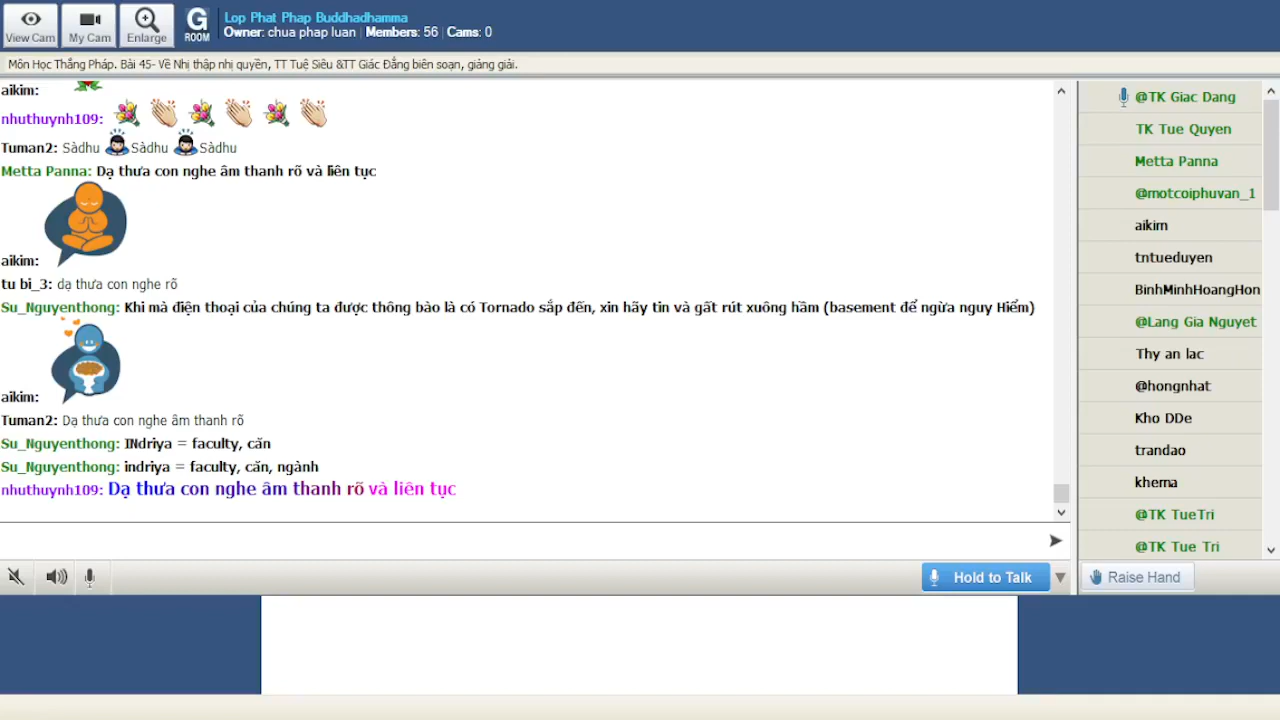 View Cam
My Cam
Enlarge
G
ROOM
Lop Phat Phap Buddhadhamma
Owner: chua phap luan | Members: 56 | Cams: 0
Môn Học Thắng Pháp. Bài 45- Về Nhị thập nhị quyền, TT Tuệ Siêu &TT Giác Đẳng biên soạn, giảng giải.
aikim:
nhuthuynh109:
Tuman2: Sàdhu Sàdhu Sàdhu
Metta Panna: Dạ thưa con nghe âm thanh rõ và liên tục
aikim:
tu bi_3: dạ thưa con nghe rõ
Su_Nguyenthong: Khi mà điện thoại của chúng ta được thông bào là có Tornado sắp đến, xin hãy tin và gất rút xuông hầm (basement để ngừa nguy Hiểm)
aikim:
Tuman2: Dạ thưa con nghe âm thanh rõ
Su_Nguyenthong: INdriya = faculty, căn
Su_Nguyenthong: indriya = faculty, căn, ngành
nhuthuynh109: Dạ thưa con nghe âm thanh rõ và liên tục
@TK Giac Dang
TK Tue Quyen
Metta Panna
@motcoiphuvan_1
aikim
tntueduyen
BinhMinhHoangHon
@Lang Gia Nguyet
Thy an lac
@hongnhat
Kho DDe
trandao
khema
@TK TueTri
@TK Tue Tri
Hold to Talk
Raise Hand